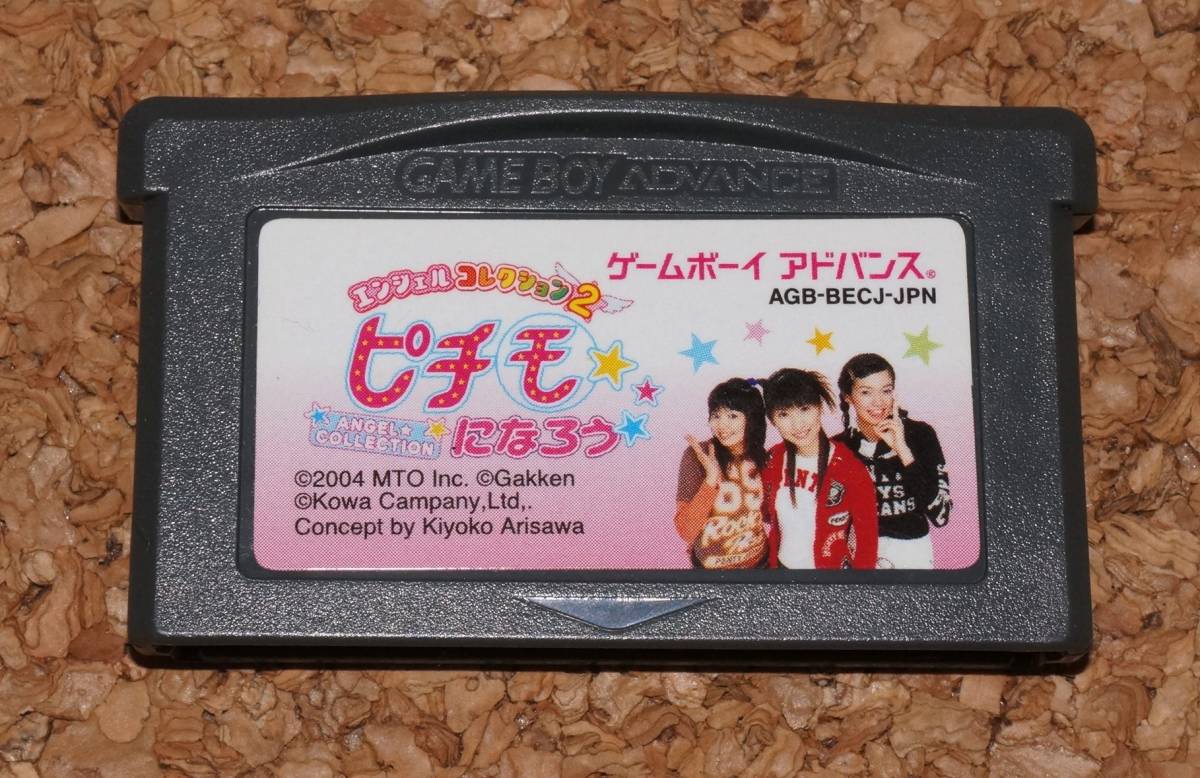 GAME BOY ADVANCE
ゲームボーイ アドバンス®
AGB-BECJ-JPN
エンジェルコレクション2
ピチモ
ANGEL☆
COLLECTION
になろう
©2004 MTO Inc. ©Gakken
©Kowa Campany,Ltd,.
Concept by Kiyoko Arisawa
89
Rock